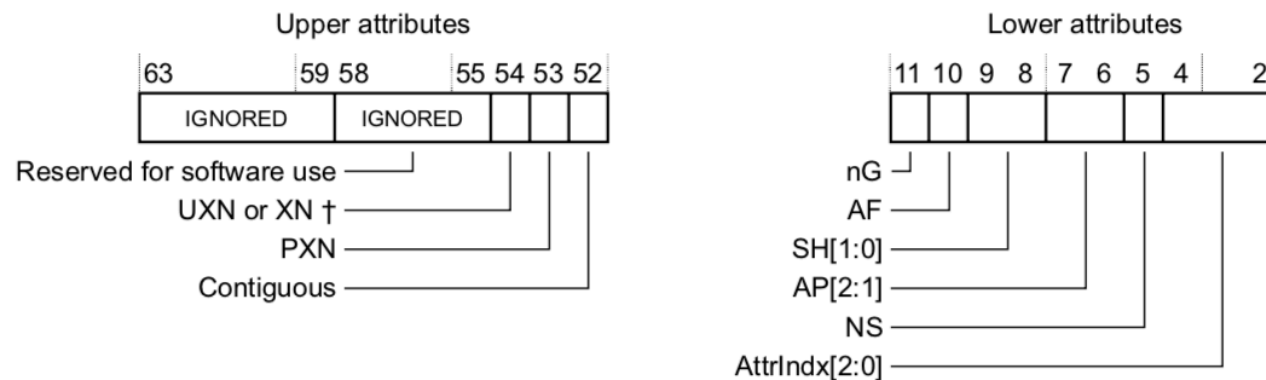 Upper attributes
63 59 58 55 54 53 52
IGNORED IGNORED
Reserved for software use
UXN or XN †
PXN
Contiguous
Lower attributes
11 10 9 8 7 6 5 4 2
nG
AF
SH[1:0]
AP[2:1]
NS
AttrIndx[2:0]